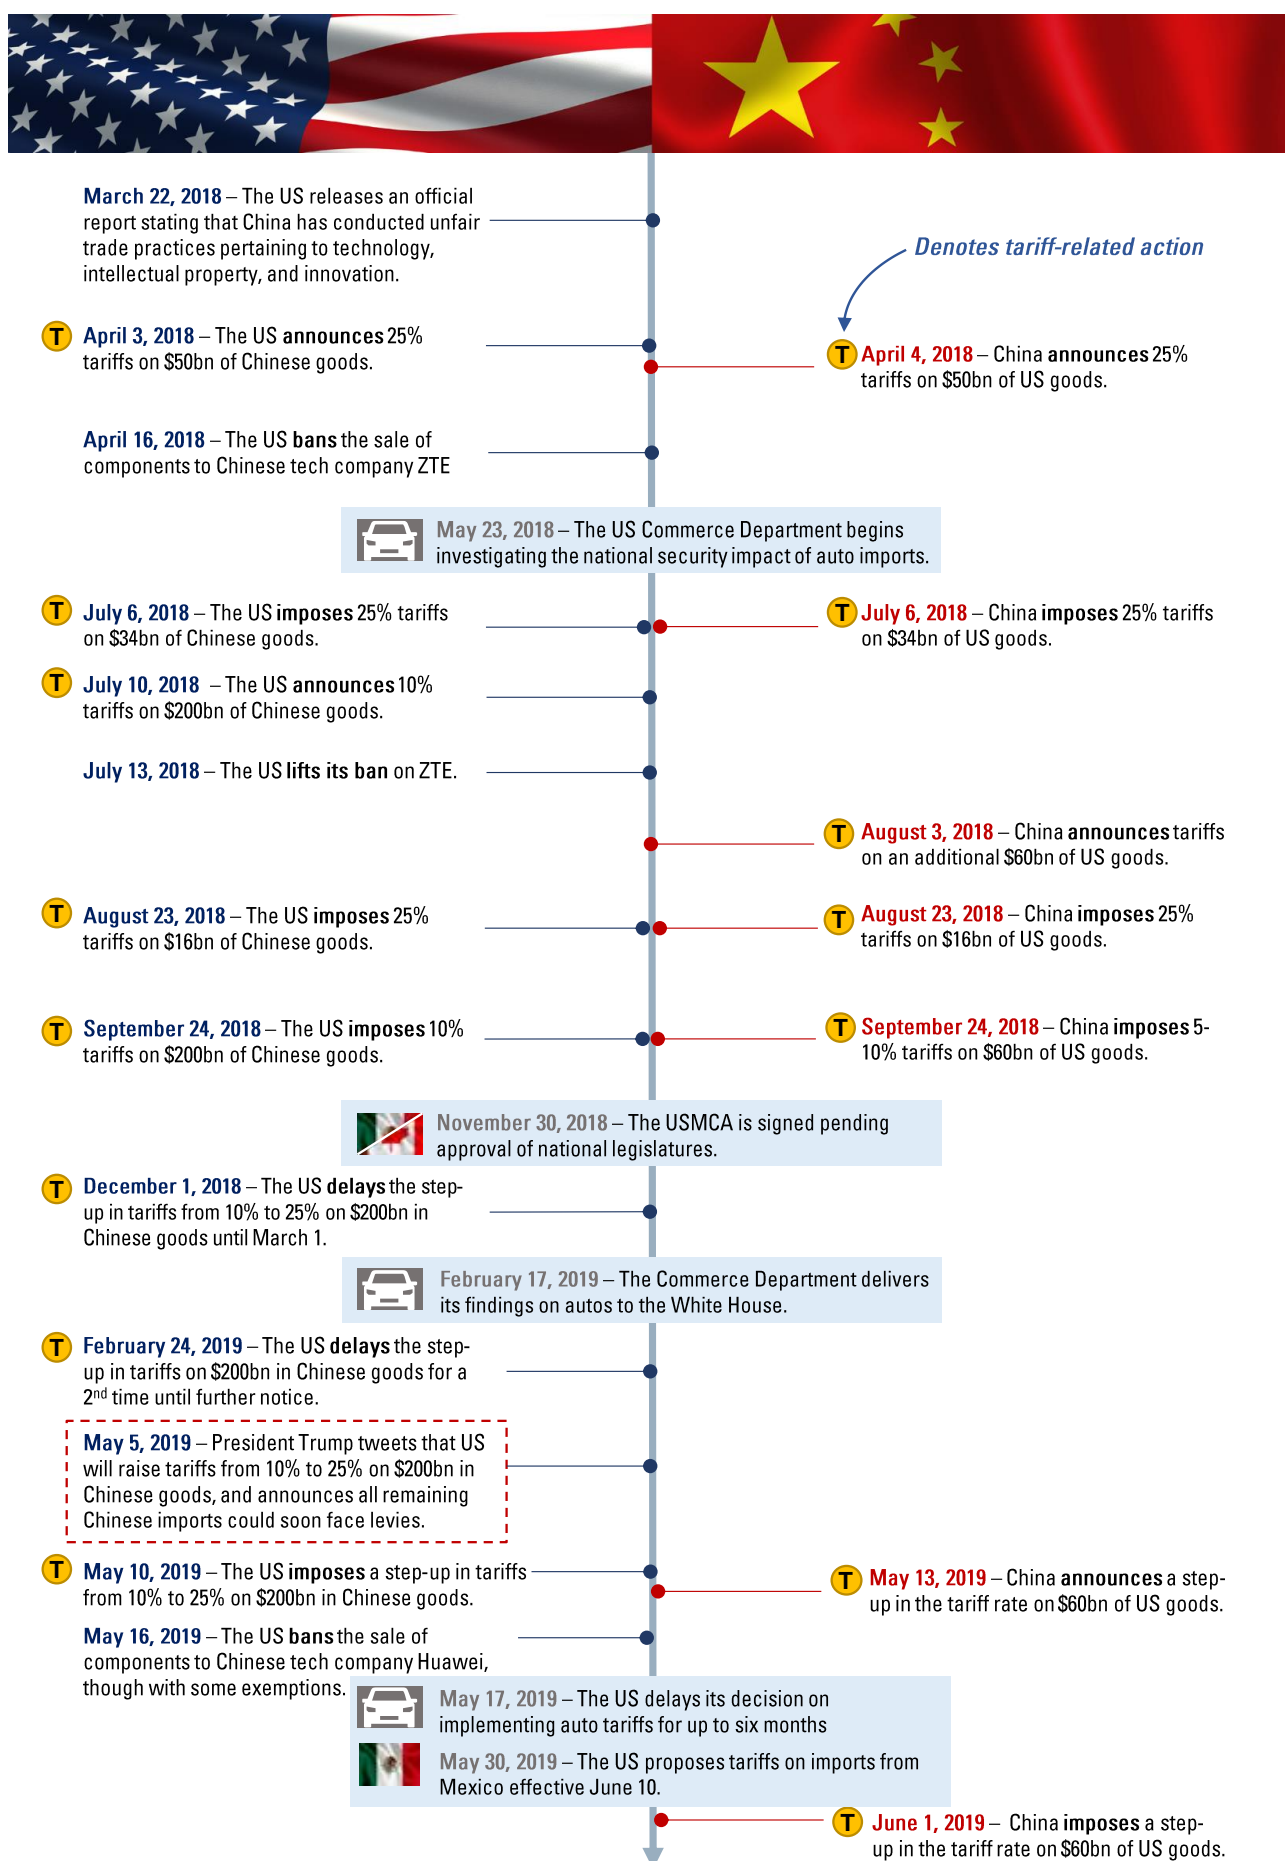 March 22, 2018 – The US releases an official
report stating that China has conducted unfair
trade practices pertaining to technology,
intellectual property, and innovation.
Denotes tariff-related action
T
April 3, 2018 – The US announces 25%
tariffs on $50bn of Chinese goods.
T
April 4, 2018 – China announces 25%
tariffs on $50bn of US goods.
April 16, 2018 – The US bans the sale of
components to Chinese tech company ZTE
May 23, 2018 – The US Commerce Department begins
investigating the national security impact of auto imports.
T
July 6, 2018 – The US imposes 25% tariffs
on $34bn of Chinese goods.
T
July 6, 2018 – China imposes 25% tariffs
on $34bn of US goods.
T
July 10, 2018 – The US announces 10%
tariffs on $200bn of Chinese goods.
July 13, 2018 – The US lifts its ban on ZTE.
T
August 3, 2018 – China announces tariffs
on an additional $60bn of US goods.
T
August 23, 2018 – The US imposes 25%
tariffs on $16bn of Chinese goods.
T
August 23, 2018 – China imposes 25%
tariffs on $16bn of US goods.
T
September 24, 2018 – The US imposes 10%
tariffs on $200bn of Chinese goods.
T
September 24, 2018 – China imposes 5-
10% tariffs on $60bn of US goods.
November 30, 2018 – The USMCA is signed pending
approval of national legislatures.
T
December 1, 2018 – The US delays the step-
up in tariffs from 10% to 25% on $200bn in
Chinese goods until March 1.
February 17, 2019 – The Commerce Department delivers
its findings on autos to the White House.
T
February 24, 2019 – The US delays the step-
up in tariffs on $200bn in Chinese goods for a
2nd time until further notice.
May 5, 2019 – President Trump tweets that US
will raise tariffs from 10% to 25% on $200bn in
Chinese goods, and announces all remaining
Chinese imports could soon face levies.
T
May 10, 2019 – The US imposes a step-up in tariffs
from 10% to 25% on $200bn in Chinese goods.
T
May 13, 2019 – China announces a step-
up in the tariff rate on $60bn of US goods.
May 16, 2019 – The US bans the sale of
components to Chinese tech company Huawei,
though with some exemptions.
May 17, 2019 – The US delays its decision on
implementing auto tariffs for up to six months
May 30, 2019 – The US proposes tariffs on imports from
Mexico effective June 10.
T
June 1, 2019 – China imposes a step-
up in the tariff rate on $60bn of US goods.